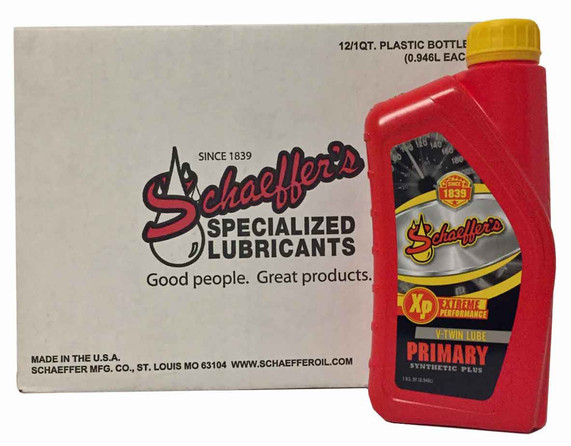 12/1QT. PLASTIC BOTTLE
(0.946L EAC
SINCE 1839
Schaeffer's
SPECIALIZED
LUBRICANTS
Good people. Great products.
MADE IN THE U.S.A.
SCHAEFFER MFG. CO., ST. LOUIS MO 63104 WWW.SCHAEFFEROIL.COM
SINCE
1839
Schaeffer's
Xp EXTREME
PERFORMANCE
V-TWIN LUBE
PRIMARY
SYNTHETIC PLUS